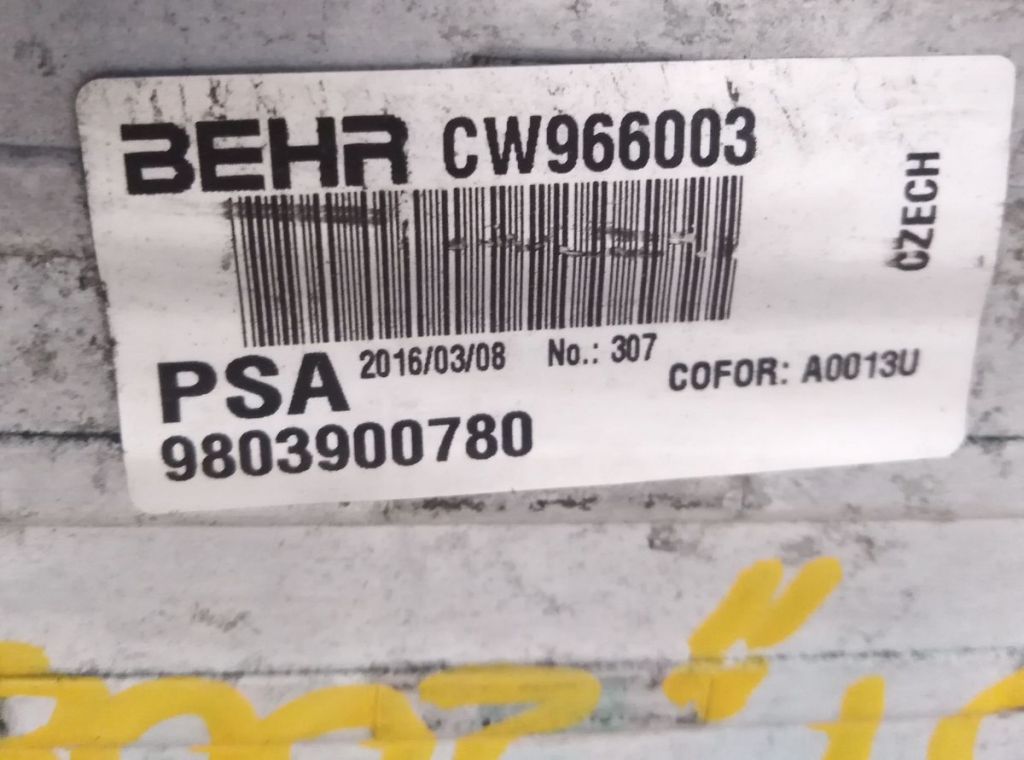 BEHR CW966003
CZECH
PSA 2016/03/08 No.: 307
COFOR: A0013U
9803900780